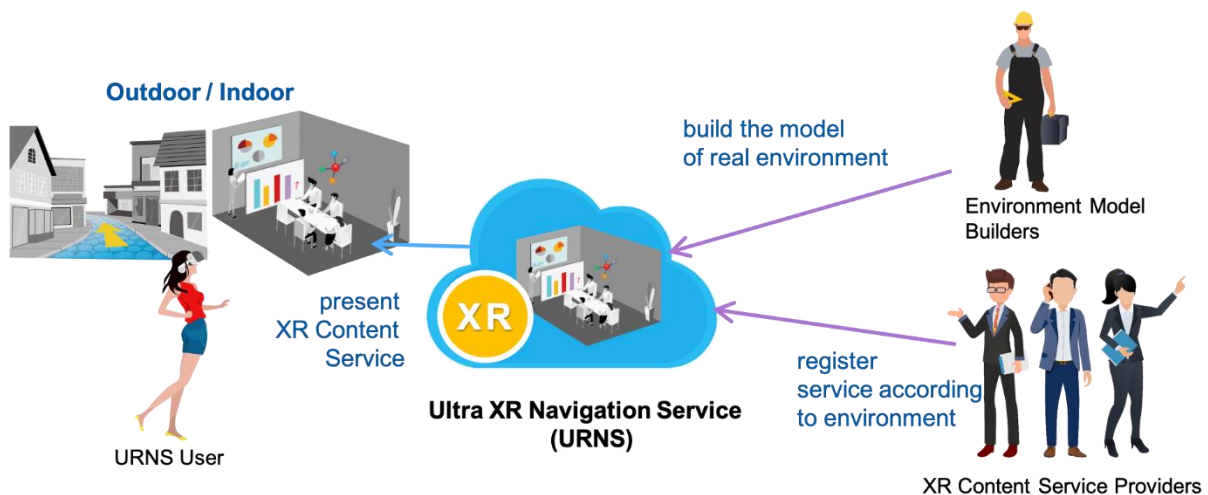 Outdoor / Indoor
build the model
of real environment
Environment Model
Builders
present
XR Content
Service
XR
?
register
service according
to environment
Ultra XR Navigation Service
(URNS)
URNS User
XR Content Service Providers